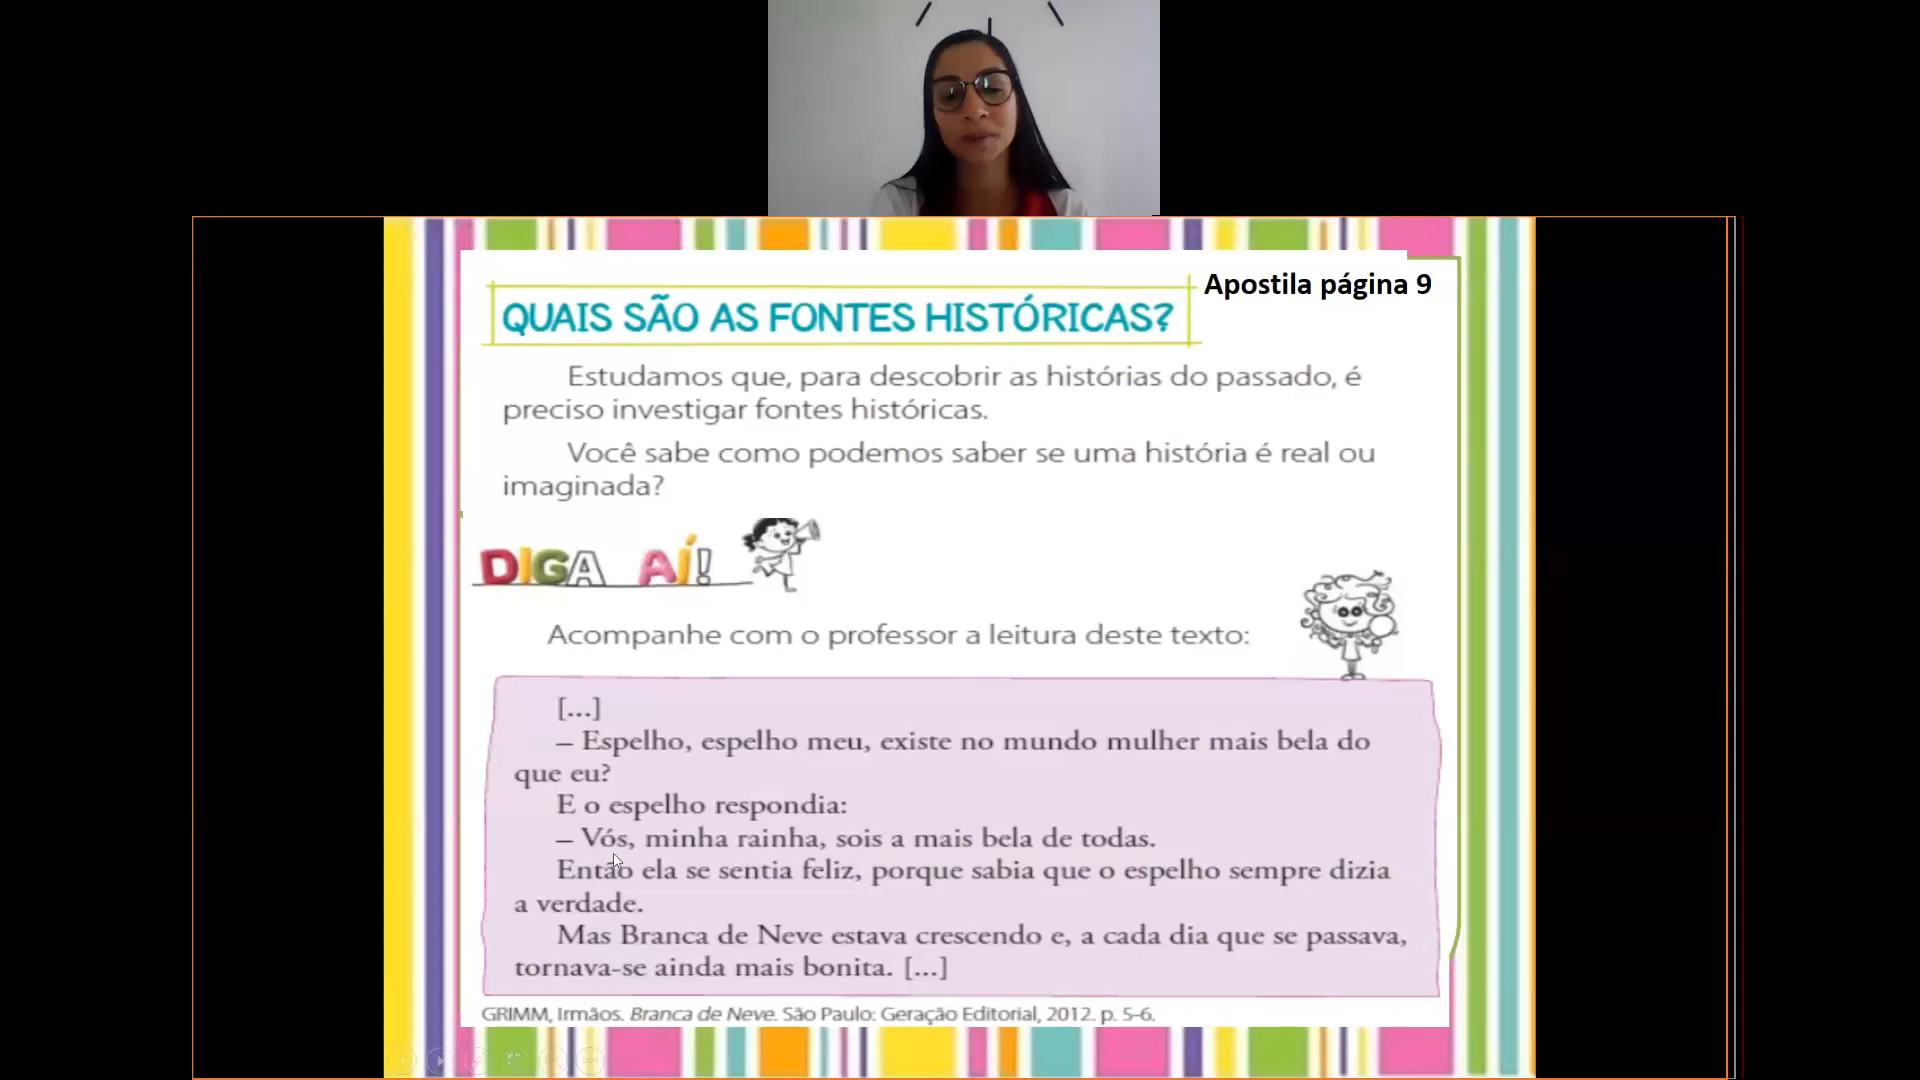 Apostila página 9
QUAIS SÃO AS FONTES HISTÓRICAS?
Estudamos que, para descobrir as histórias do passado, é
preciso investigar fontes históricas.
Você sabe como podemos saber se uma história é real ou
imaginada?
DIGA AÍ!
Acompanhe com o professor a leitura deste texto:
[...]
– Espelho, espelho meu, existe no mundo mulher mais bela do
que eu?
E o espelho respondia:
– Vós, minha rainha, sois a mais bela de todas.
Então ela se sentia feliz, porque sabia que o espelho sempre dizia
a verdade.
Mas Branca de Neve estava crescendo e, a cada dia que se passava,
tornava-se ainda mais bonita. [...]
GRIMM, Irmãos. Branca de Neve. São Paulo: Geração Editorial, 2012. p. 5-6.